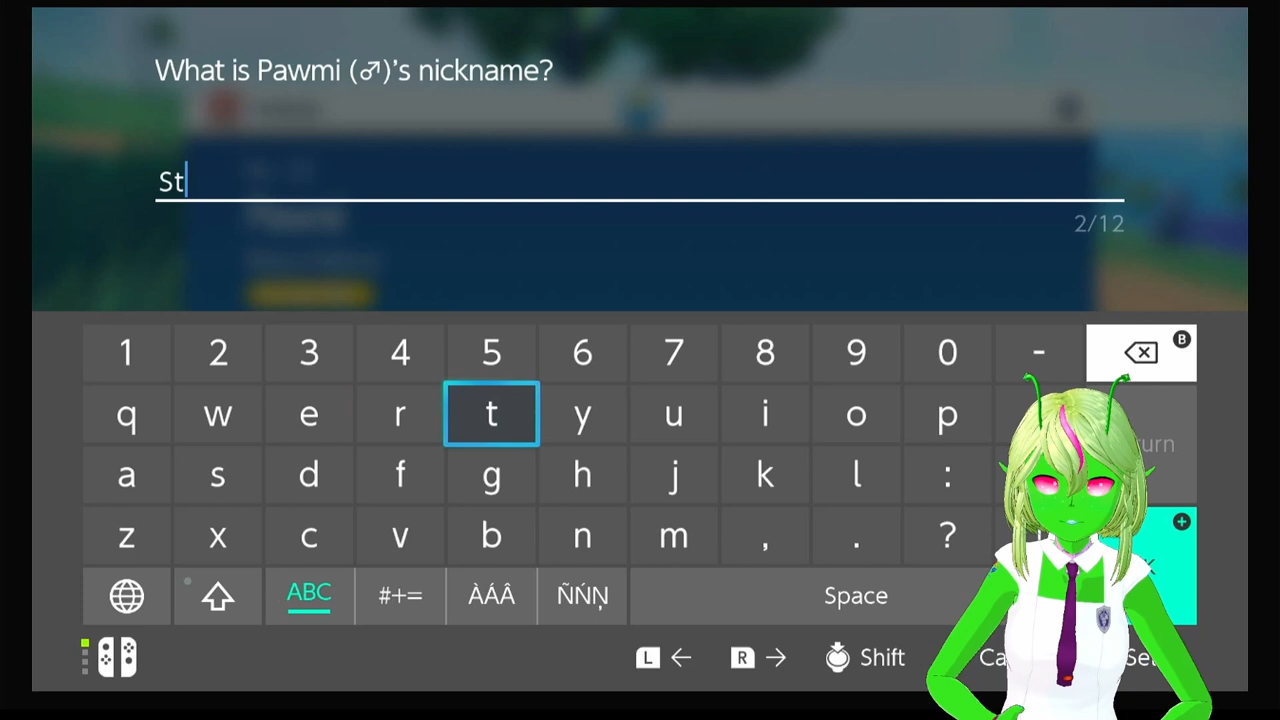 What is Pawmi (♂)'s nickname?
St
2/12
1 2 3 4 5 6 7 8 9 0 -
B
q w e r t y u i o p
a s d f g h j k l :
z x c v b n m , . ?
+
ABC #+= ÀÁÂ ÑŃŅ Space
L ← R → Shift